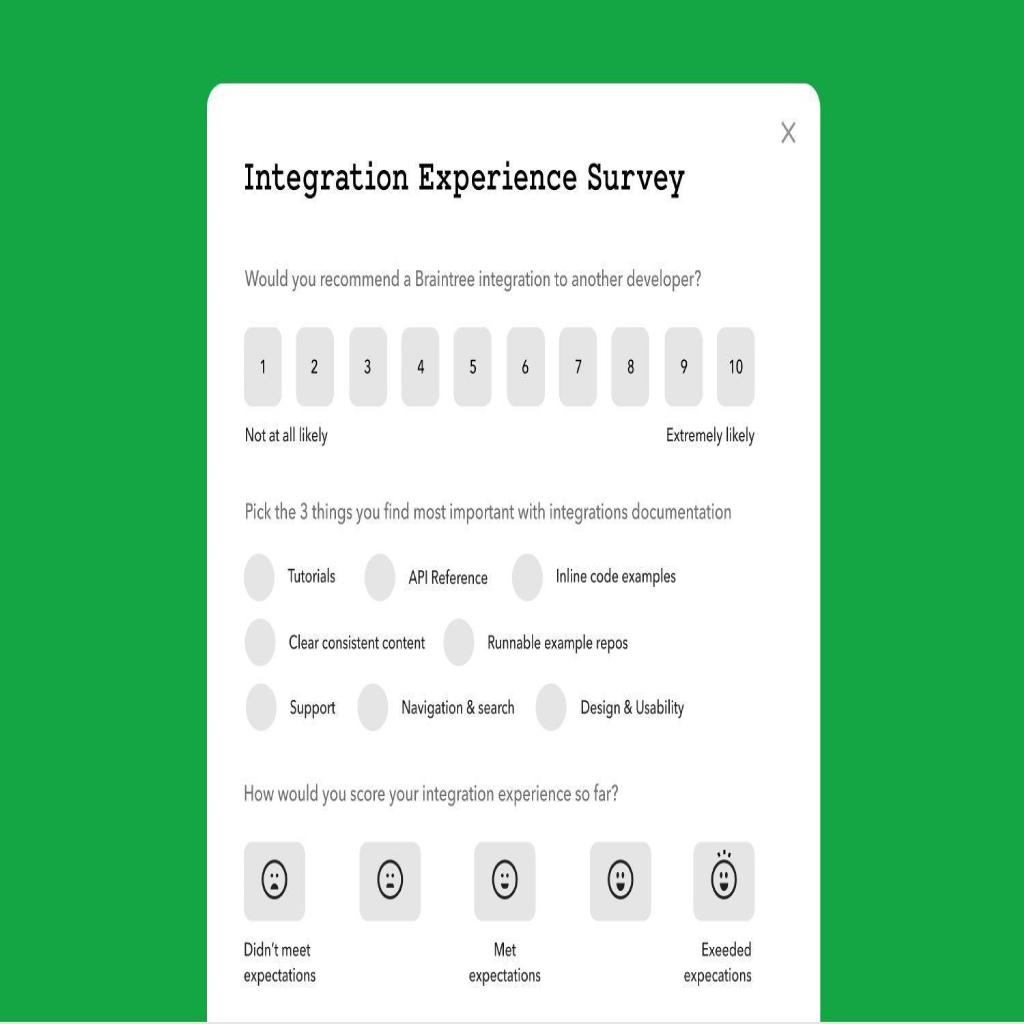 X
Integration Experience Survey
Would you recommend a Braintree integration to another developer?
1 2 3 4 5 6 7 8 9 10
Not at all likely Extremely likely
Pick the 3 things you find most important with integrations documentation
Tutorials API Reference Inline code examples
Clear consistent content Runnable example repos
Support Navigation & search Design & Usability
How would you score your integration experience so far?
Didn't meet Met Exeeded
expectations expectations expecations